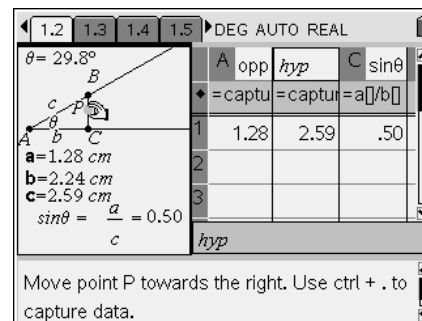 1.2 1.3 1.4 1.5 DEG AUTO REAL
θ= 29.8°
B
c P
θ
A b C
a=1.28 cm
b=2.24 cm
c=2.59 cm
sinθ = a/c = 0.50
A opp hyp C sinθ
=captu =captur =a[]/b[]
1 1.28 2.59 .50
2
3
hyp
Move point P towards the right. Use ctrl + . to
capture data.